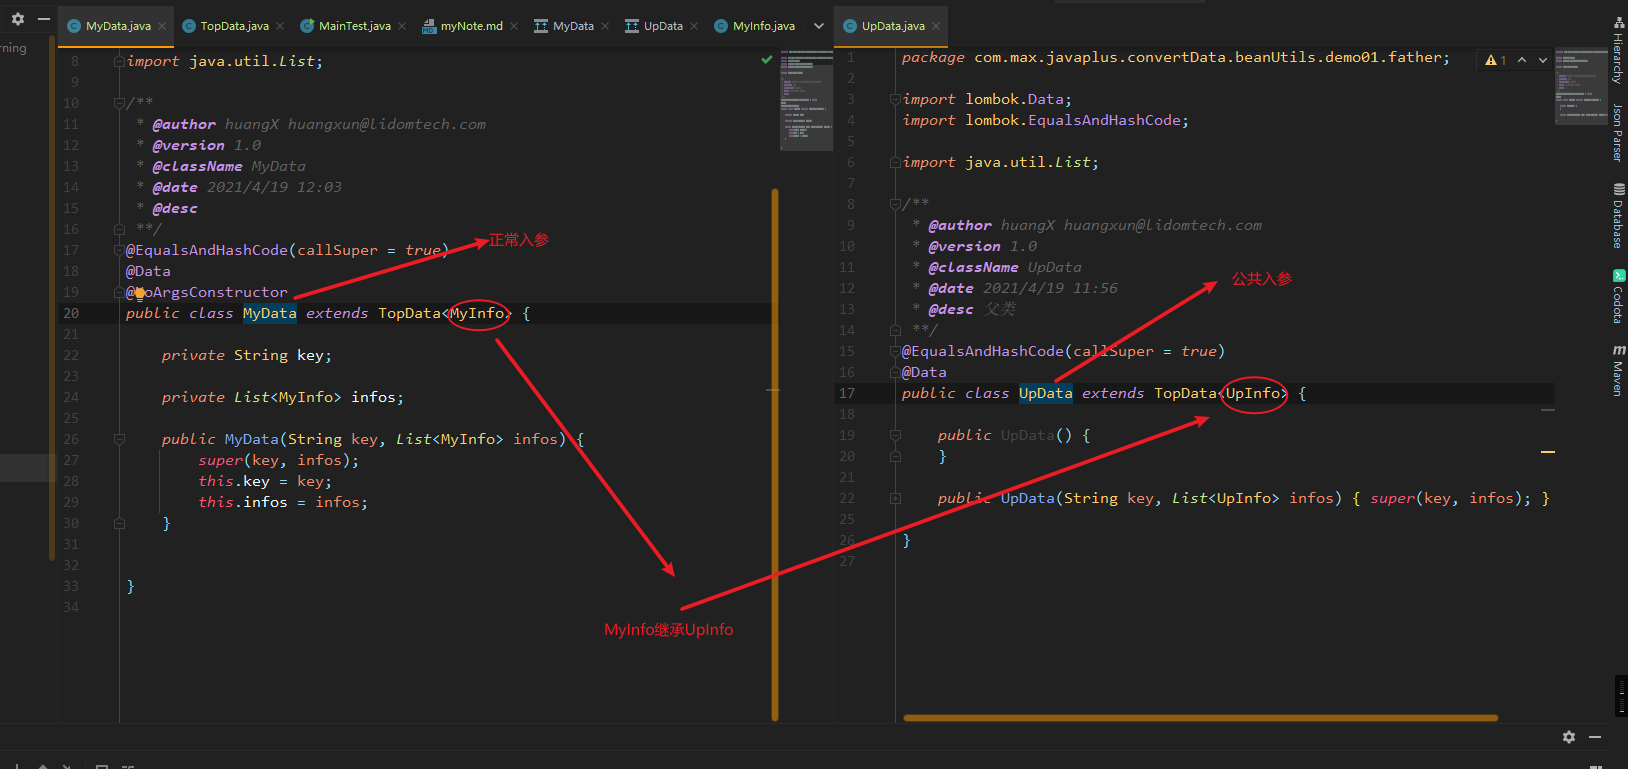 MyData.java
TopData.java
MainTest.java
myNote.md
MyData
UpData
MyInfo.java
UpData.java
rning
8 import java.util.List;
9
10 /**
11 * @author huangX huangxun@lidomtech.com
12 * @version 1.0
13 * @className MyData
14 * @date 2021/4/19 12:03
15 * @desc
16 **/
17 @EqualsAndHashCode(callSuper = true)
18 @Data
19 @NoArgsConstructor
20 public class MyData extends TopData<MyInfo> {
21
22 private String key;
23
24 private List<MyInfo> infos;
25
26 public MyData(String key, List<MyInfo> infos) {
27 super(key, infos);
28 this.key = key;
29 this.infos = infos;
30 }
31
32
33 }
34
正常入参
MyInfo继承UpInfo
1 package com.max.javaplus.convertData.beanUtils.demo01.father;
2
3 import lombok.Data;
4 import lombok.EqualsAndHashCode;
5
6 import java.util.List;
7
8 /**
9 * @author huangX huangxun@lidomtech.com
10 * @version 1.0
11 * @className UpData
12 * @date 2021/4/19 11:56
13 * @desc 父类
14 **/
15 @EqualsAndHashCode(callSuper = true)
16 @Data
17 public class UpData extends TopData<UpInfo> {
18
19 public UpData() {
20 }
21
22 public UpData(String key, List<UpInfo> infos) { super(key, infos); }
25
26 }
27
公共入参
1
Hierarchy
Json Parser
Database
Codota
Maven